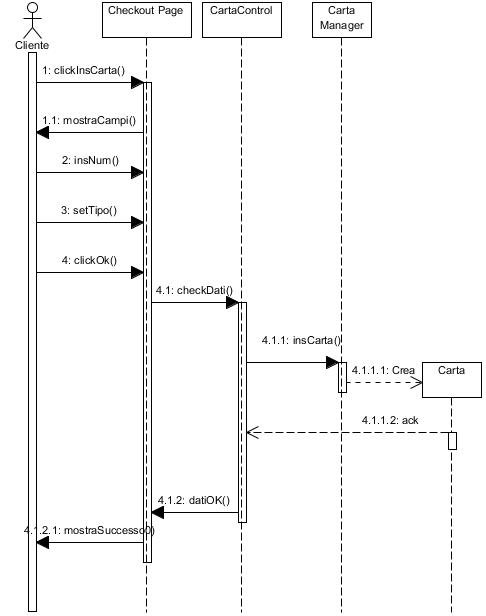 Checkout Page
CartaControl
Carta
Manager
Cliente
1: clickInsCarta()
1.1: mostraCampi()
2: insNum()
3: setTipo()
4: clickOk()
4.1: checkDati()
4.1.1: insCarta()
4.1.1.1: Crea
Carta
4.1.1.2: ack
4.1.2: datiOK()
4.1.2.1: mostraSuccesso()